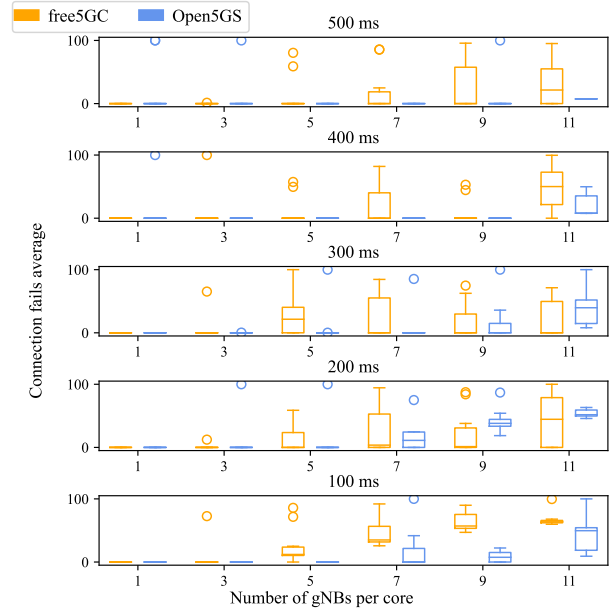 free5GC Open5GS
500 ms
100
0
1 3 5 7 9 11
400 ms
100
0
1 3 5 7 9 11
300 ms
100
0
1 3 5 7 9 11
200 ms
100
0
1 3 5 7 9 11
100 ms
100
0
1 3 5 7 9 11
Connection fails average
Number of gNBs per core